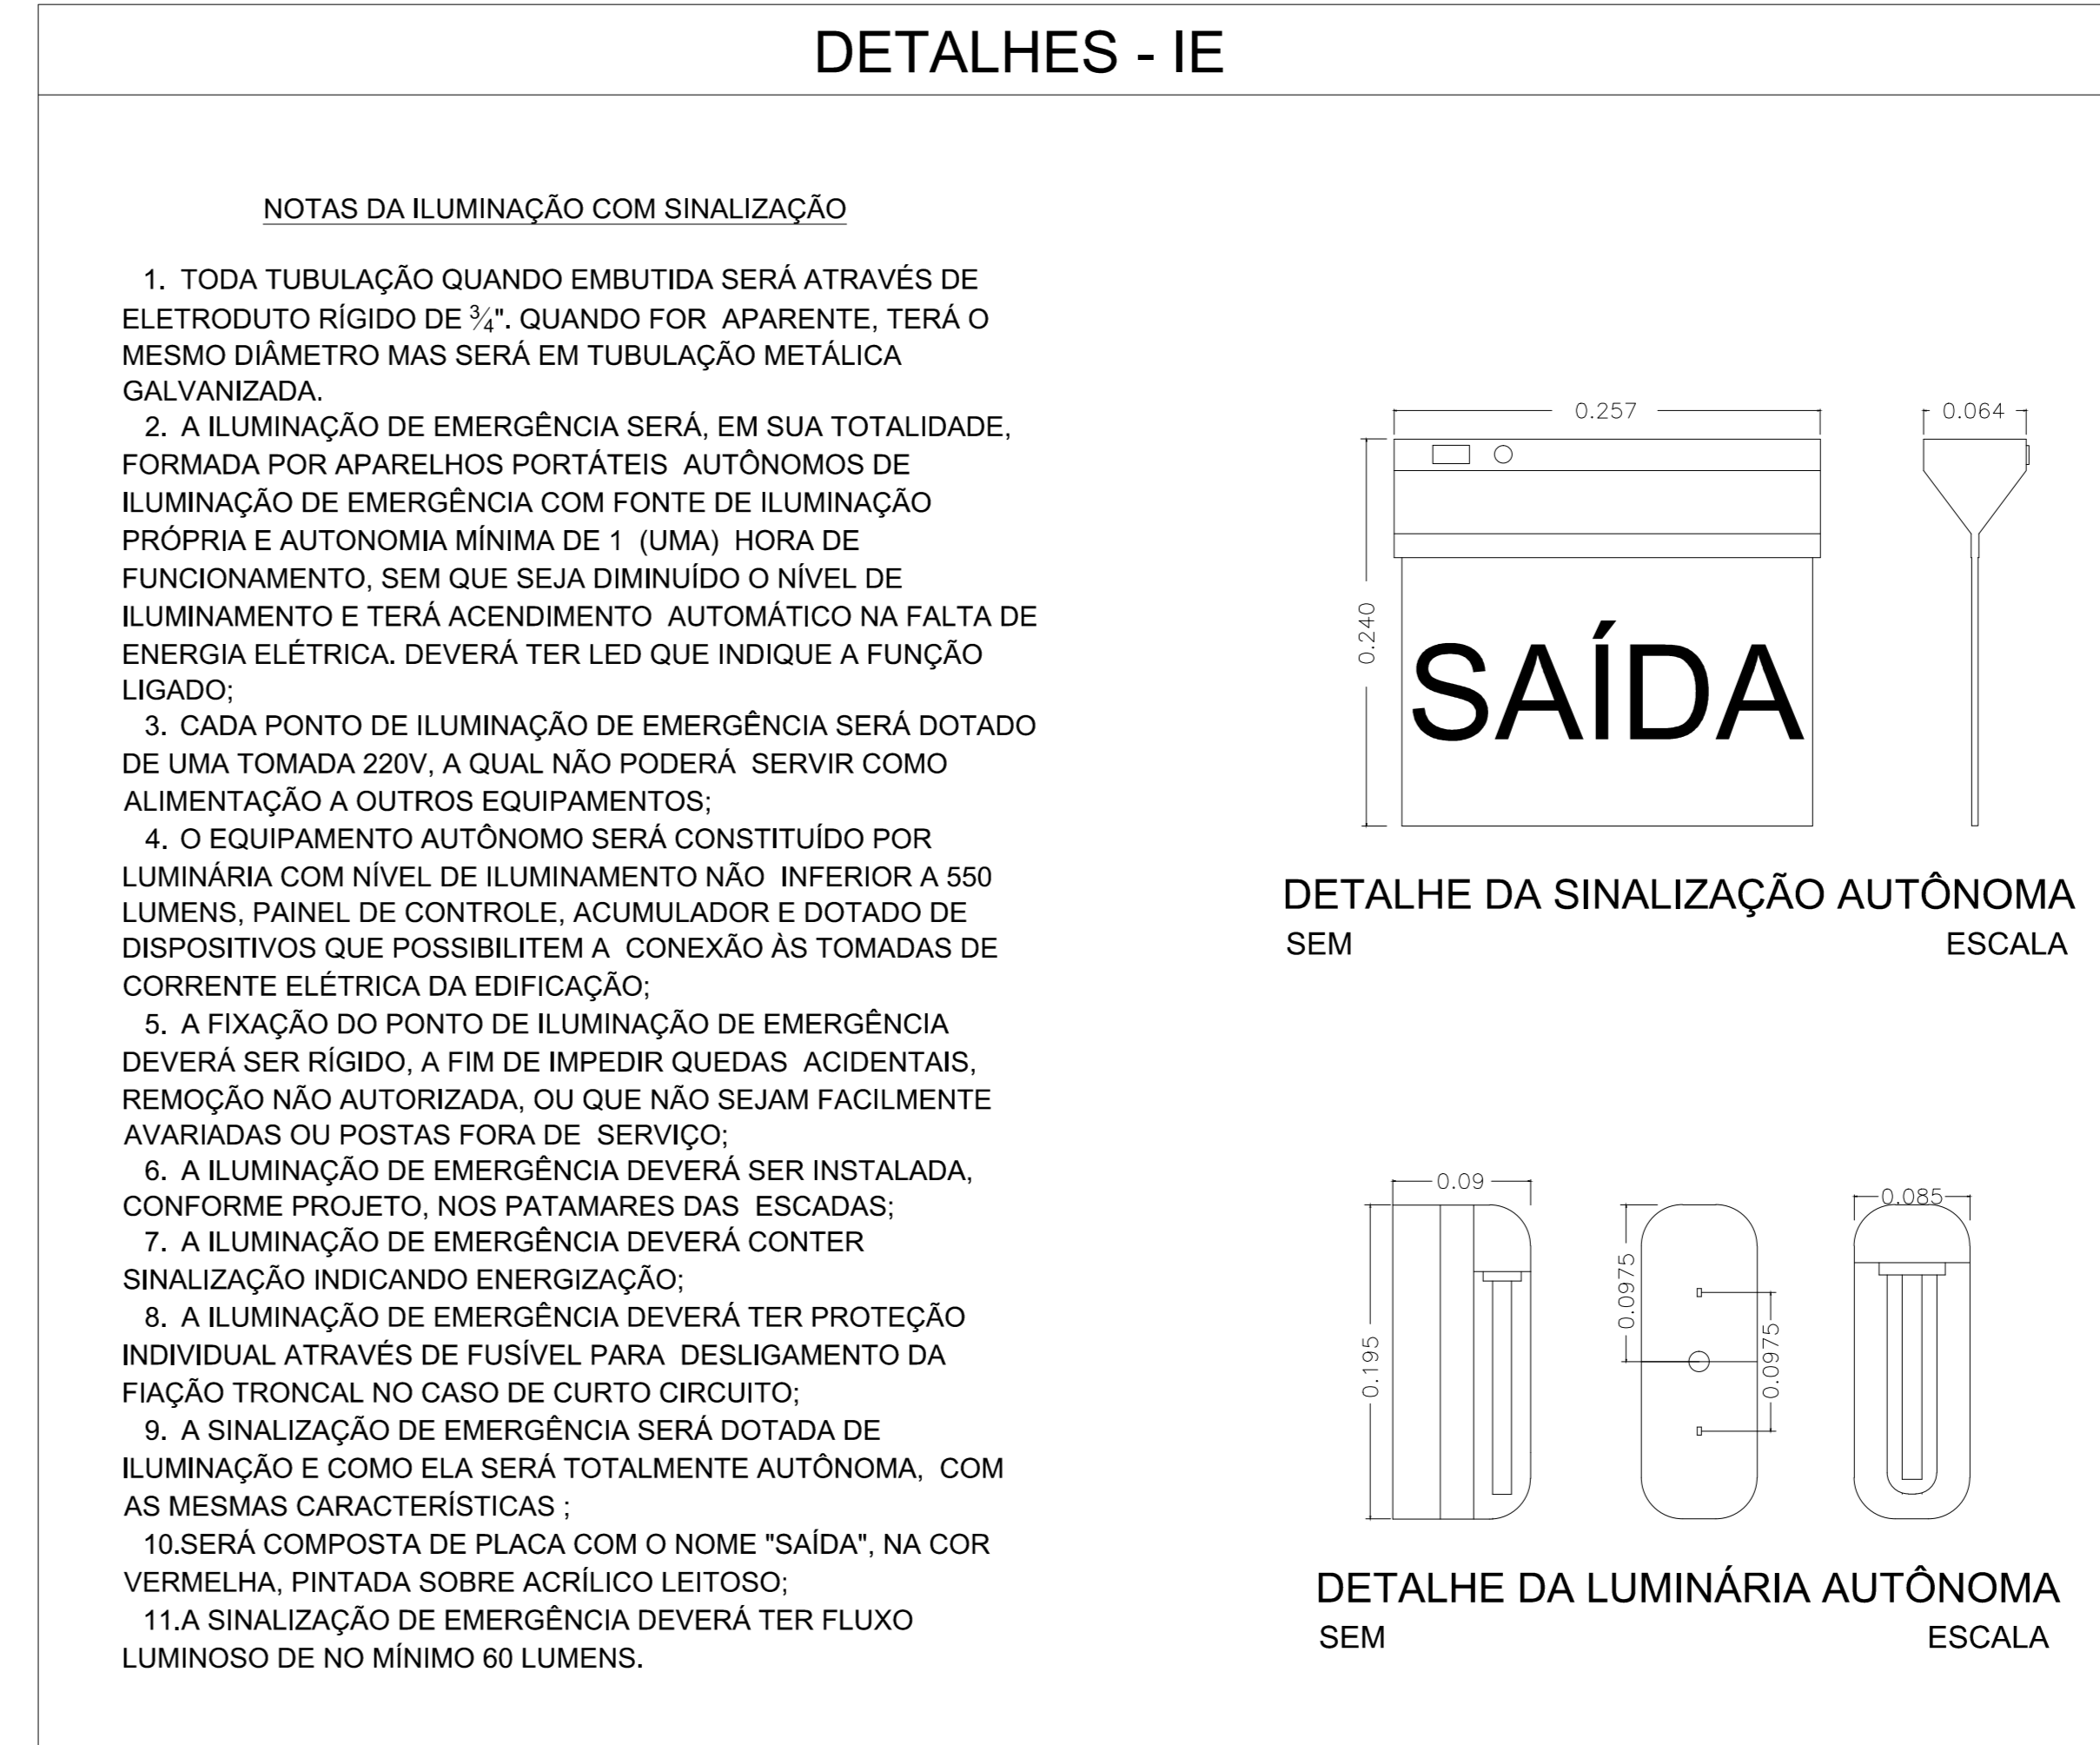 DETALHES - IE
NOTAS DA ILUMINAÇÃO COM SINALIZAÇÃO
1. TODA TUBULAÇÃO QUANDO EMBUTIDA SERÁ ATRAVÉS DE
ELETRODUTO RÍGIDO DE ¾". QUANDO FOR APARENTE, TERÁ O
MESMO DIÂMETRO MAS SERÁ EM TUBULAÇÃO METÁLICA
GALVANIZADA.
2. A ILUMINAÇÃO DE EMERGÊNCIA SERÁ, EM SUA TOTALIDADE,
FORMADA POR APARELHOS PORTÁTEIS AUTÔNOMOS DE
ILUMINAÇÃO DE EMERGÊNCIA COM FONTE DE ILUMINAÇÃO
PRÓPRIA E AUTONOMIA MÍNIMA DE 1 (UMA) HORA DE
FUNCIONAMENTO, SEM QUE SEJA DIMINUÍDO O NÍVEL DE
ILUMINAMENTO E TERÁ ACENDIMENTO AUTOMÁTICO NA FALTA DE
ENERGIA ELÉTRICA. DEVERÁ TER LED QUE INDIQUE A FUNÇÃO
LIGADO;
3. CADA PONTO DE ILUMINAÇÃO DE EMERGÊNCIA SERÁ DOTADO
DE UMA TOMADA 220V, A QUAL NÃO PODERÁ SERVIR COMO
ALIMENTAÇÃO A OUTROS EQUIPAMENTOS;
4. O EQUIPAMENTO AUTÔNOMO SERÁ CONSTITUÍDO POR
LUMINÁRIA COM NÍVEL DE ILUMINAMENTO NÃO INFERIOR A 550
LUMENS, PAINEL DE CONTROLE, ACUMULADOR E DOTADO DE
DISPOSITIVOS QUE POSSIBILITEM A CONEXÃO ÀS TOMADAS DE
CORRENTE ELÉTRICA DA EDIFICAÇÃO;
5. A FIXAÇÃO DO PONTO DE ILUMINAÇÃO DE EMERGÊNCIA
DEVERÁ SER RÍGIDO, A FIM DE IMPEDIR QUEDAS ACIDENTAIS,
REMOÇÃO NÃO AUTORIZADA, OU QUE NÃO SEJAM FACILMENTE
AVARIADAS OU POSTAS FORA DE SERVIÇO;
6. A ILUMINAÇÃO DE EMERGÊNCIA DEVERÁ SER INSTALADA,
CONFORME PROJETO, NOS PATAMARES DAS ESCADAS;
7. A ILUMINAÇÃO DE EMERGÊNCIA DEVERÁ CONTER
SINALIZAÇÃO INDICANDO ENERGIZAÇÃO;
8. A ILUMINAÇÃO DE EMERGÊNCIA DEVERÁ TER PROTEÇÃO
INDIVIDUAL ATRAVÉS DE FUSÍVEL PARA DESLIGAMENTO DA
FIAÇÃO TRONCAL NO CASO DE CURTO CIRCUITO;
9. A SINALIZAÇÃO DE EMERGÊNCIA SERÁ DOTADA DE
ILUMINAÇÃO E COMO ELA SERÁ TOTALMENTE AUTÔNOMA, COM
AS MESMAS CARACTERÍSTICAS ;
10.SERÁ COMPOSTA DE PLACA COM O NOME "SAÍDA", NA COR
VERMELHA, PINTADA SOBRE ACRÍLICO LEITOSO;
11.A SINALIZAÇÃO DE EMERGÊNCIA DEVERÁ TER FLUXO
LUMINOSO DE NO MÍNIMO 60 LUMENS.
0.257
0.064
0.240
SAÍDA
DETALHE DA SINALIZAÇÃO AUTÔNOMA
SEM ESCALA
0.09
0.085
0.195
0.0975
0.0975
DETALHE DA LUMINÁRIA AUTÔNOMA
SEM ESCALA